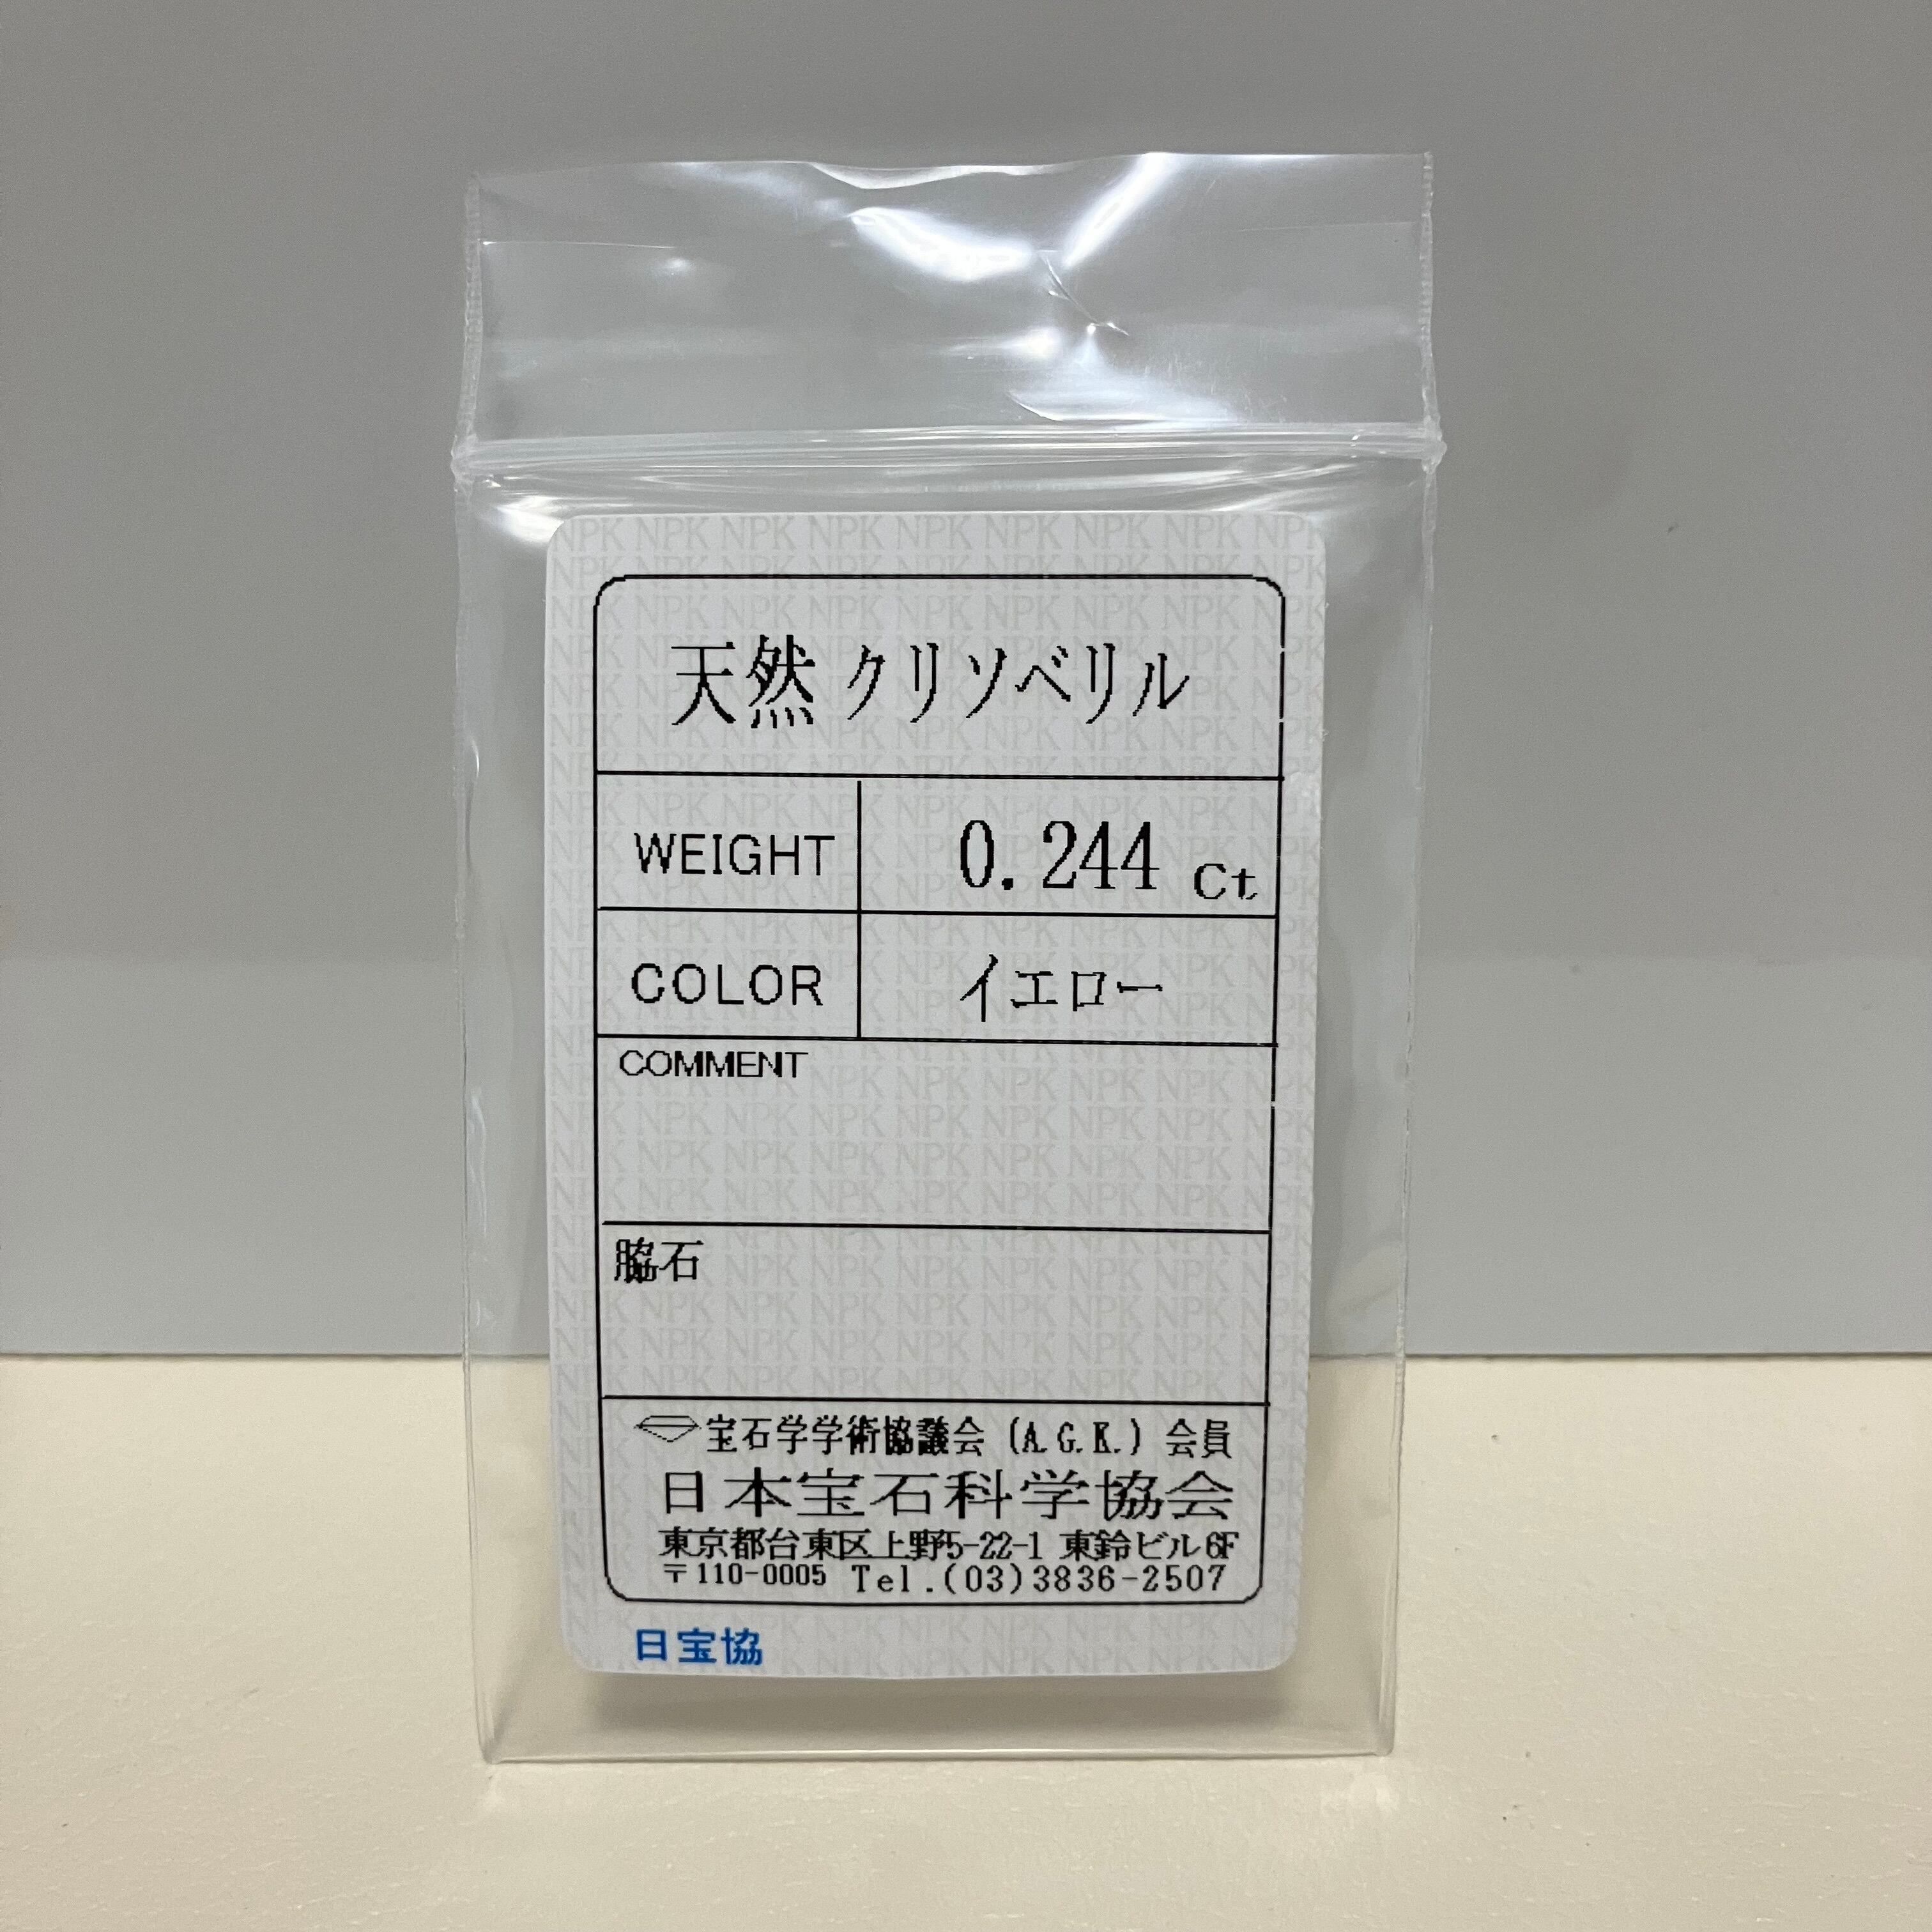 天然 クリソベリル
WEIGHT 0.244 Ct
COLOR イエロー
COMMENT
脇石
宝石学学術協議会 (A.G.K.) 会員
日本宝石科学協会
東京都台東区上野5-22-1 東鈴ビル6F
〒110-0005 Tel.(03)3836-2507
日宝協